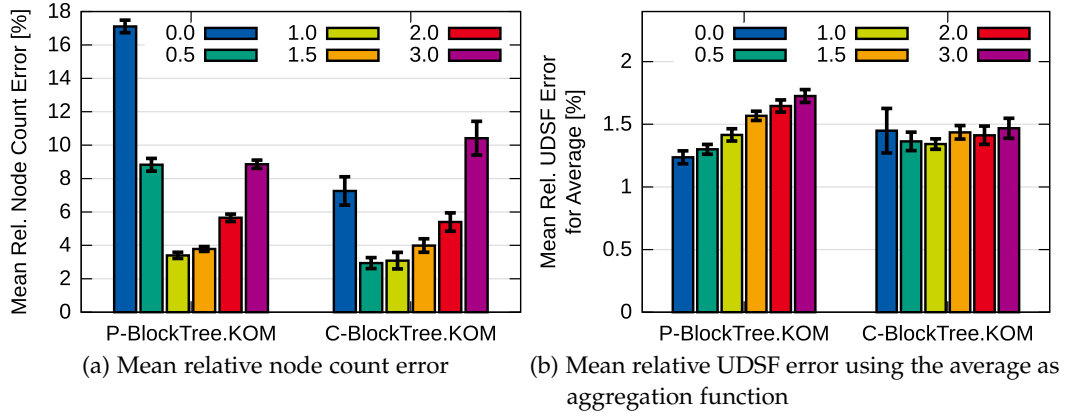 Mean Rel. Node Count Error [%]
18
16
14
12
10
8
6
4
2
0
0.0 1.0 2.0
0.5 1.5 3.0
P-BlockTree.KOM C-BlockTree.KOM
(a) Mean relative node count error
Mean Rel. UDSF Error
for Average [%]
2
1.5
1
0.5
0
0.0 1.0 2.0
0.5 1.5 3.0
P-BlockTree.KOM C-BlockTree.KOM
(b) Mean relative UDSF error using the average as
aggregation function